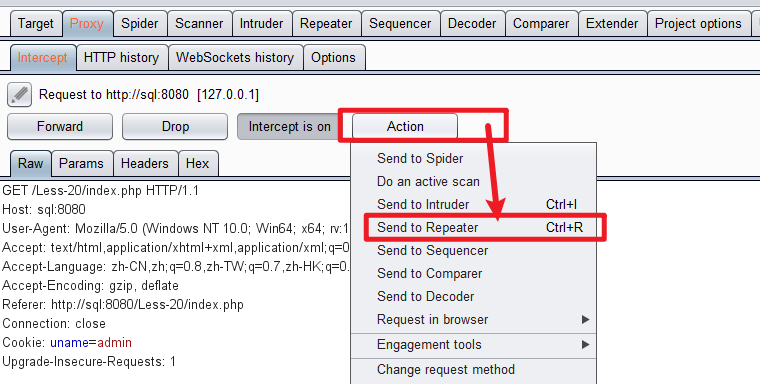 Target Proxy Spider Scanner Intruder Repeater Sequencer Decoder Comparer Extender Project options
Intercept HTTP history WebSockets history Options
Request to http://sql:8080 [127.0.0.1]
Forward Drop Intercept is on Action
Raw Params Headers Hex
GET /Less-20/index.php HTTP/1.1
Host: sql:8080
User-Agent: Mozilla/5.0 (Windows NT 10.0; Win64; x64; rv:1
Accept: text/html,application/xhtml+xml,application/xml;q=0
Accept-Language: zh-CN,zh;q=0.8,zh-TW;q=0.7,zh-HK;q=0.
Accept-Encoding: gzip, deflate
Referer: http://sql:8080/Less-20/index.php
Connection: close
Cookie: uname=admin
Upgrade-Insecure-Requests: 1
Send to Spider
Do an active scan
Send to Intruder Ctrl+I
Send to Repeater Ctrl+R
Send to Sequencer
Send to Comparer
Send to Decoder
Request in browser
Engagement tools
Change request method